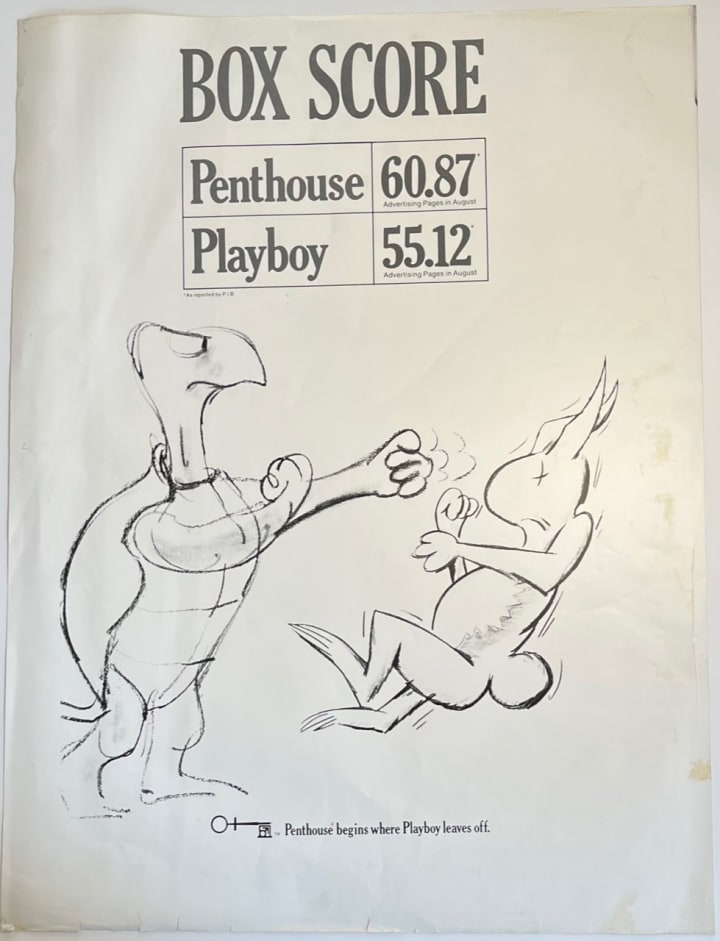 BOX SCORE
Penthouse 60.87*
Advertising Pages in August
Playboy 55.12*
Advertising Pages in August
*As reported by P·I·B
Penthouse® begins where Playboy leaves off.